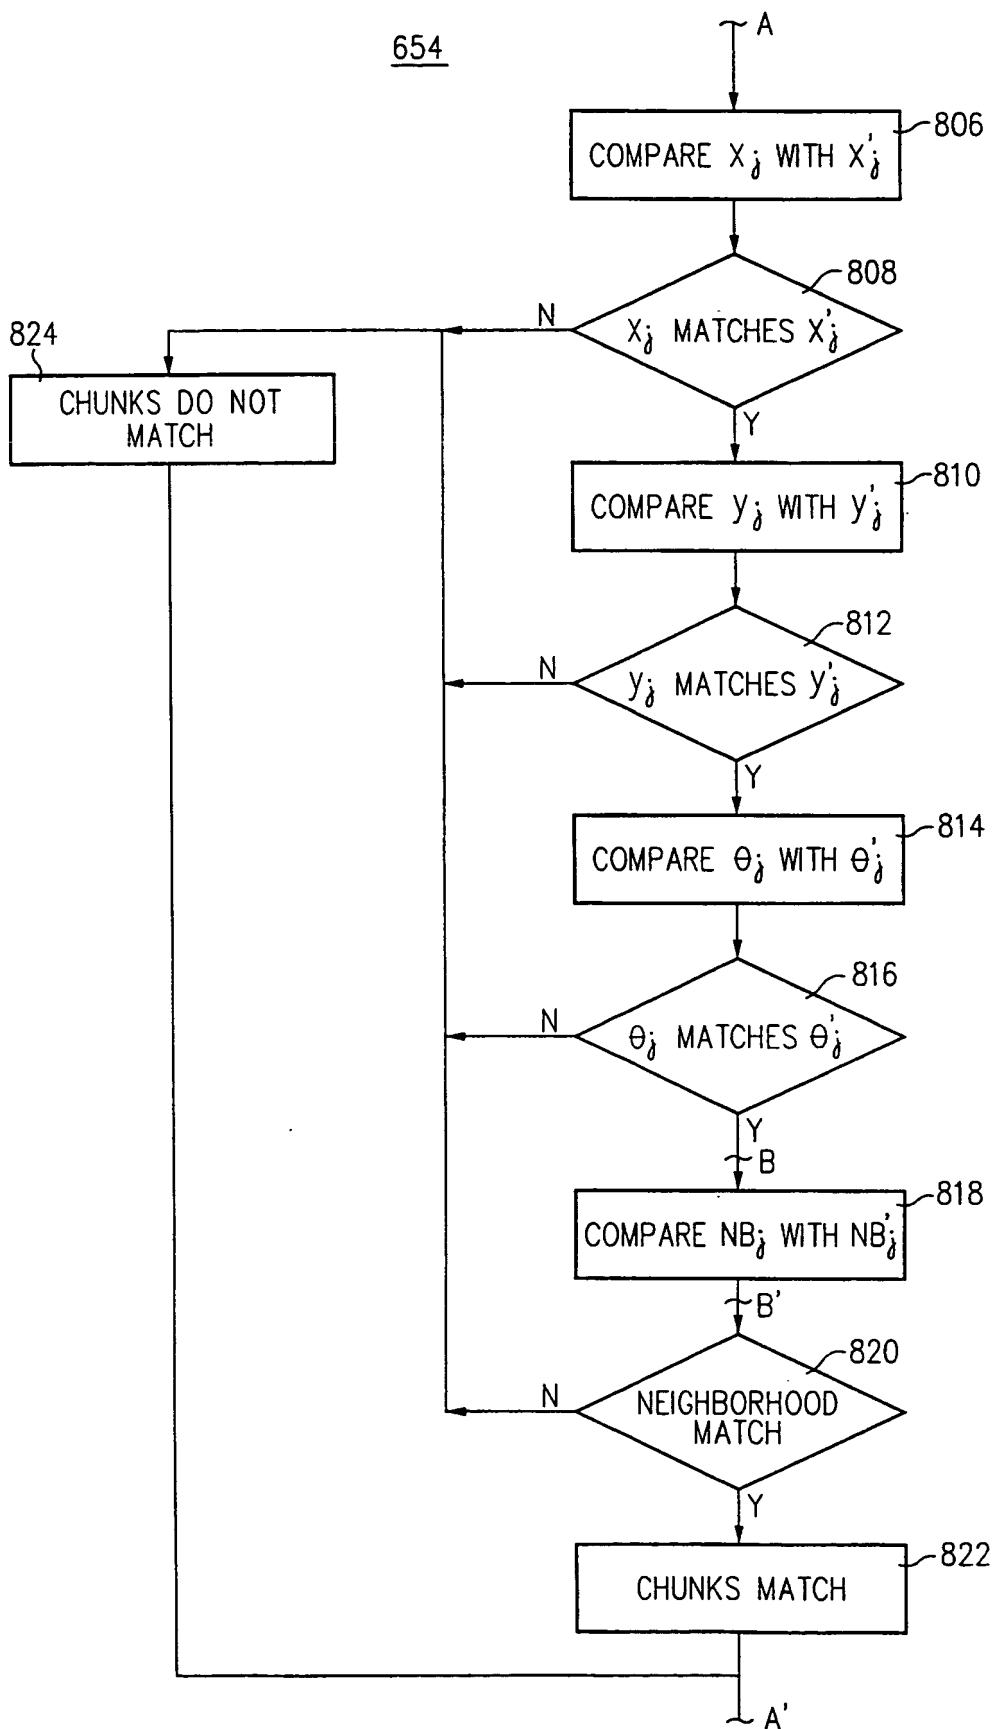 654
A
806
COMPARE Xj WITH X'j
808
N
Xj MATCHES X'j
824
CHUNKS DO NOT
MATCH
Y
810
COMPARE yj WITH y'j
812
N
yj MATCHES y'j
Y
814
COMPARE θj WITH θ'j
816
N
θj MATCHES θ'j
Y
B
818
COMPARE NBj WITH NB'j
B'
820
N
NEIGHBORHOOD
MATCH
Y
822
CHUNKS MATCH
A'